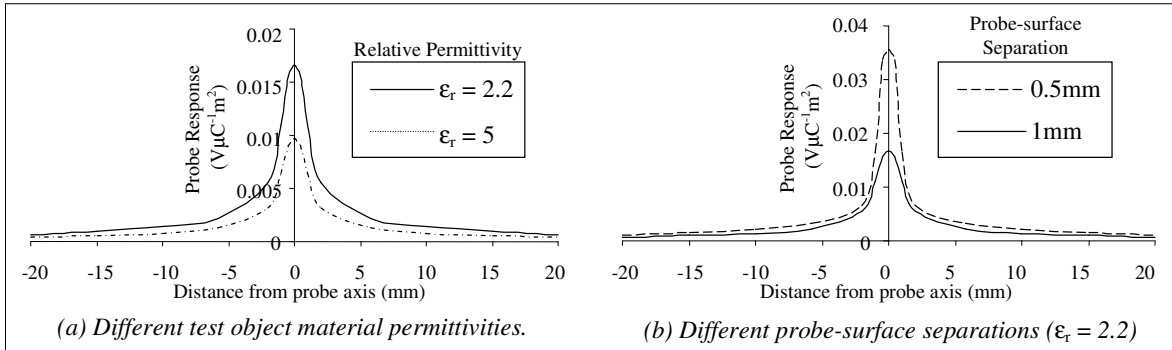 0.02
0.015
0.01
0.005
0
Probe Response
(VμC⁻¹m²)
Relative Permittivity
εr = 2.2
εr = 5
-20 -15 -10 -5 0 5 10 15 20
Distance from probe axis (mm)
(a) Different test object material permittivities.
0.04
0.03
0.02
0.01
0
Probe Response
(VμC⁻¹m²)
Probe-surface
Separation
0.5mm
1mm
-20 -15 -10 -5 0 5 10 15 20
Distance from probe axis (mm)
(b) Different probe-surface separations (εr = 2.2)